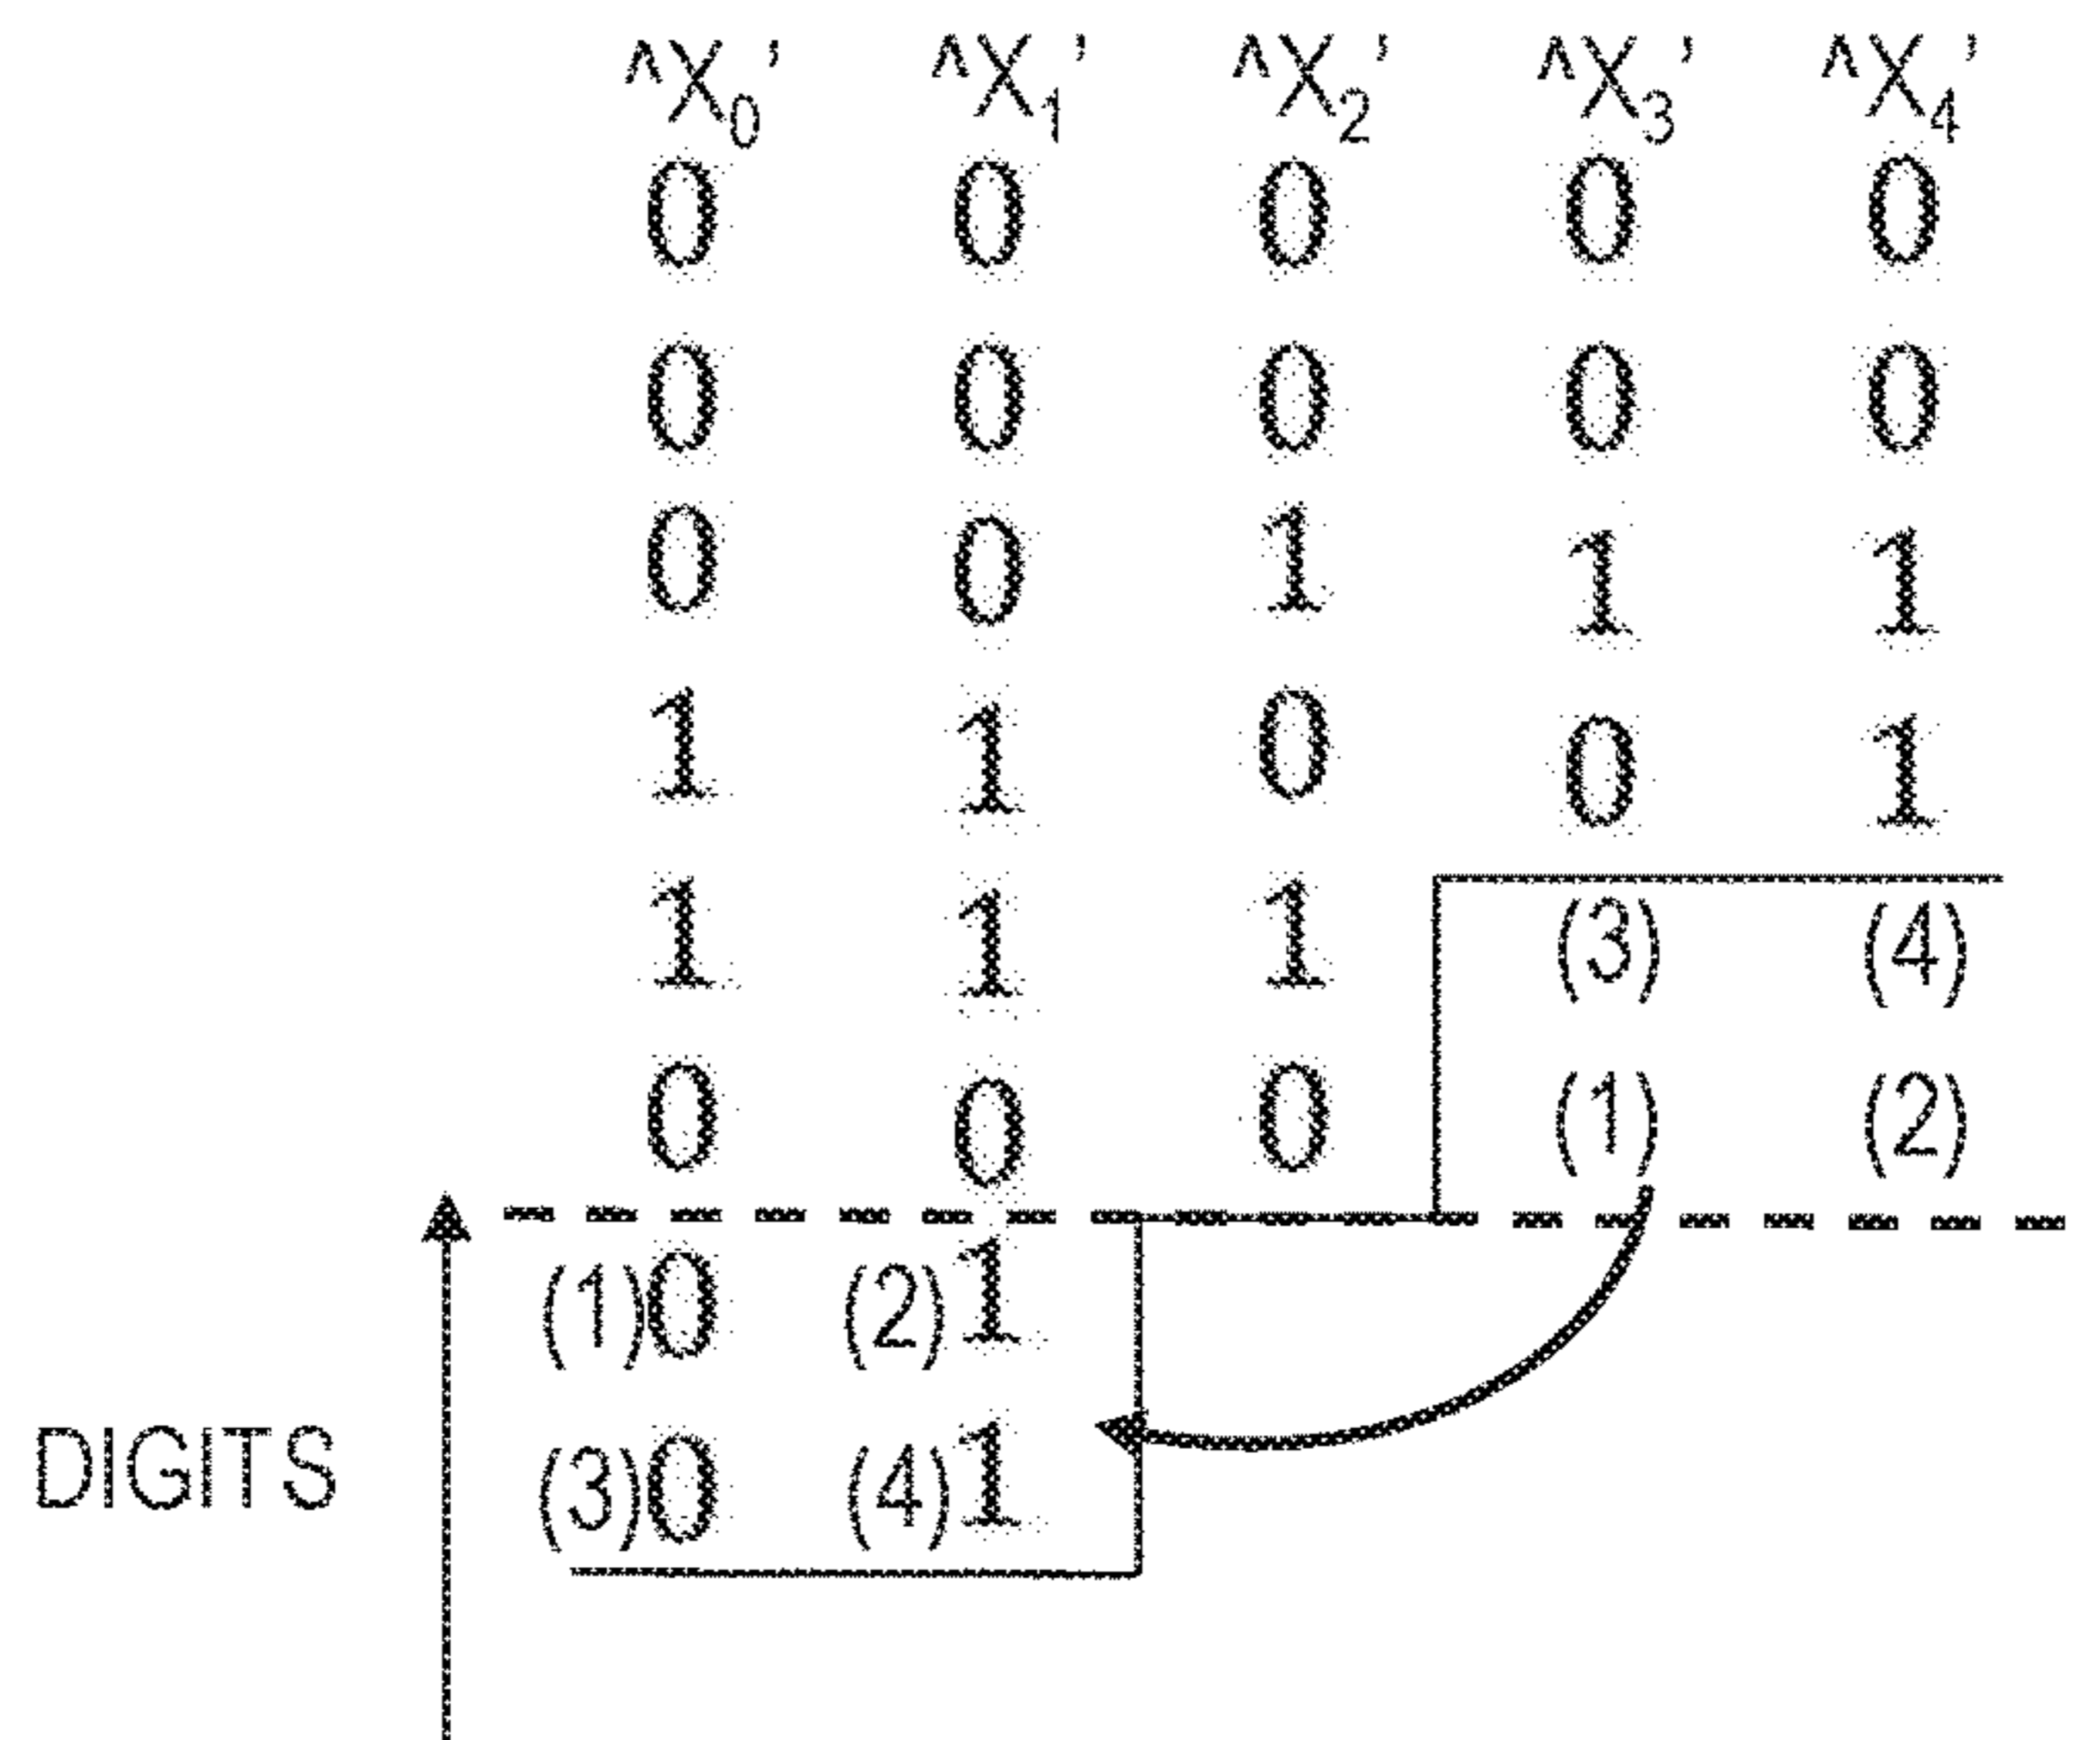 ^X0' ^X1' ^X2' ^X3' ^X4'
0 0 0 0 0
0 0 0 0 0
0 0 1 1 1
1 1 0 0 1
1 1 1 (3) (4)
0 0 0 (1) (2)
(1)0 (2)1
DIGITS (3)0 (4)1